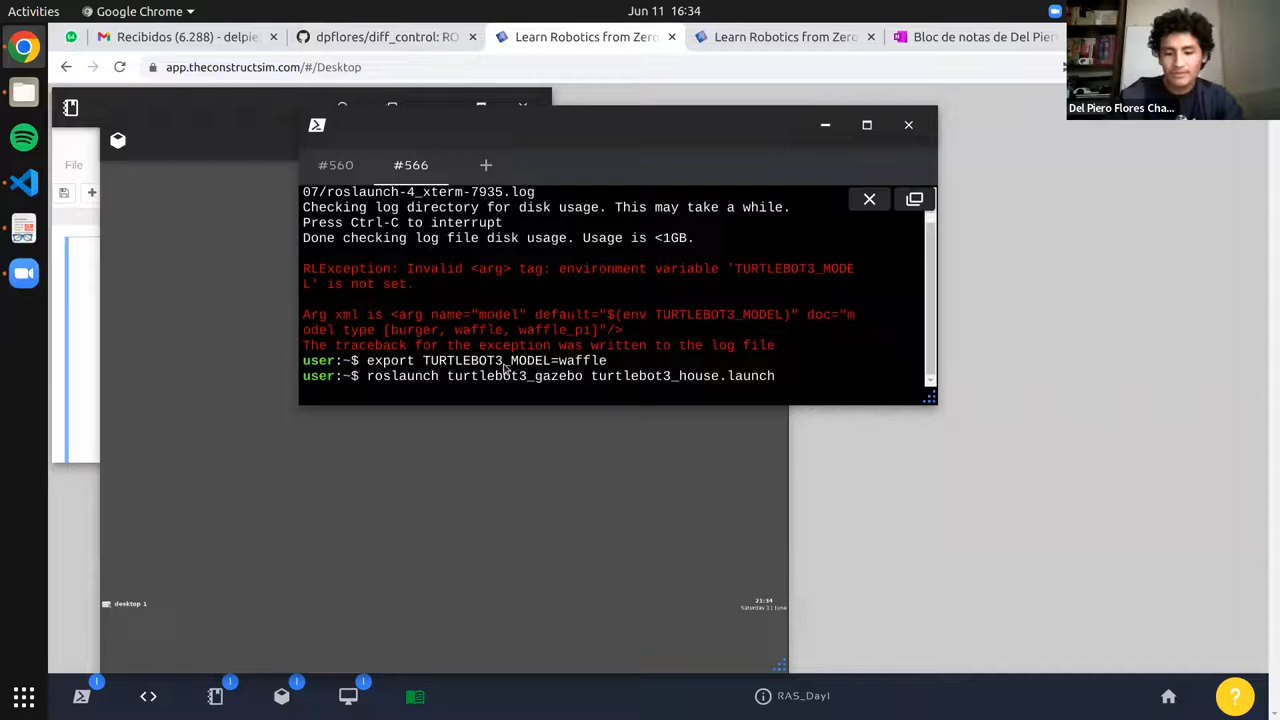 Activities
Google Chrome
Jun 11 16:34
Recibidos (6.288) - delpie
dpflores/diff_control: RO
Learn Robotics from Zero
Learn Robotics from Zero
Bloc de notas de Del Pier
app.theconstructsim.com/#/Desktop
Del Piero Flores Cha...
File
#560
#566
07/roslaunch-4_xterm-7935.log
Checking log directory for disk usage. This may take a while.
Press Ctrl-C to interrupt
Done checking log file disk usage. Usage is <1GB.
RLException: Invalid <arg> tag: environment variable 'TURTLEBOT3_MODE
L' is not set.
Arg xml is <arg name="model" default="$(env TURTLEBOT3_MODEL)" doc="m
odel type [burger, waffle, waffle_pi]"/>
The traceback for the exception was written to the log file
user:~$ export TURTLEBOT3_MODEL=waffle
user:~$ roslaunch turtlebot3_gazebo turtlebot3_house.launch
desktop 1
21:34
Saturday 11 June
RAS_Day1